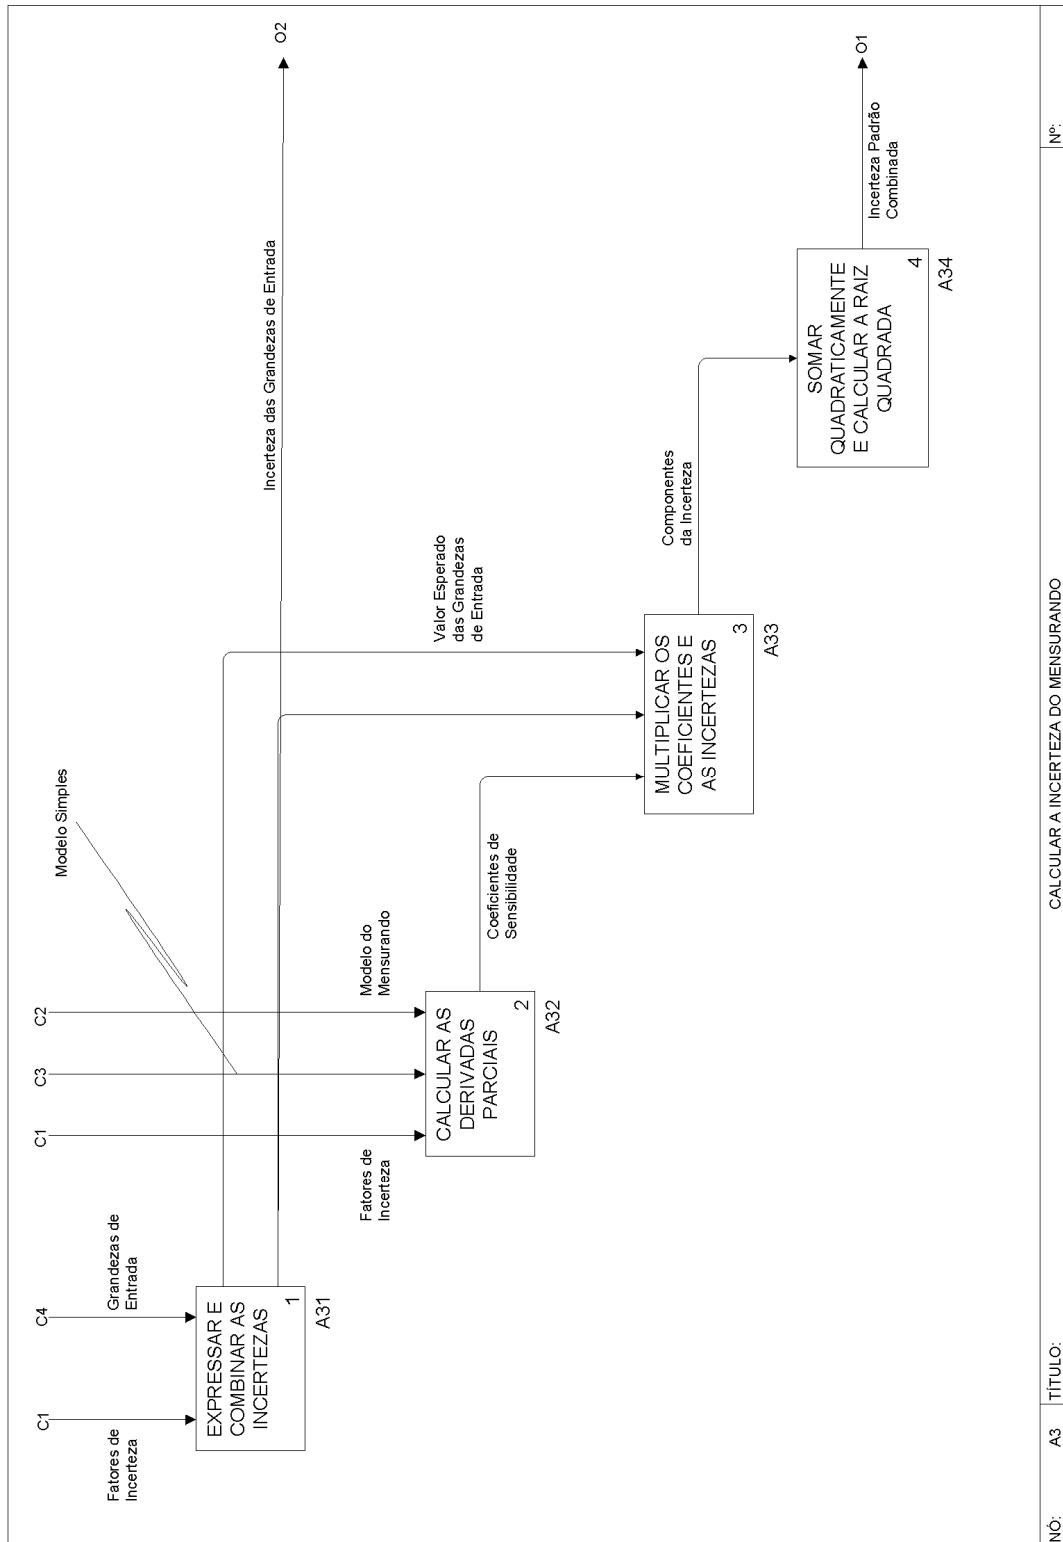 C1
C4
C1
C3
C2
Fatores de
Incerteza
Grandezas de
Entrada
Modelo Simples
EXPRESSAR E
COMBINAR AS
INCERTEZAS
1
A31
Incerteza das Grandezas de Entrada
O2
Fatores de
Incerteza
Modelo do
Mensurando
CALCULAR AS
DERIVADAS
PARCIAIS
2
A32
Valor Esperado
das Grandezas
de Entrada
Coeficientes de
Sensibilidade
MULTIPLICAR OS
COEFICIENTES E
AS INCERTEZAS
3
A33
Componentes
da Incerteza
SOMAR
QUADRATICAMENTE
E CALCULAR A RAIZ
QUADRADA
4
A34
Incerteza Padrão
Combinada
O1
NÓ: A3 TÍTULO: CALCULAR A INCERTEZA DO MENSURANDO Nº: